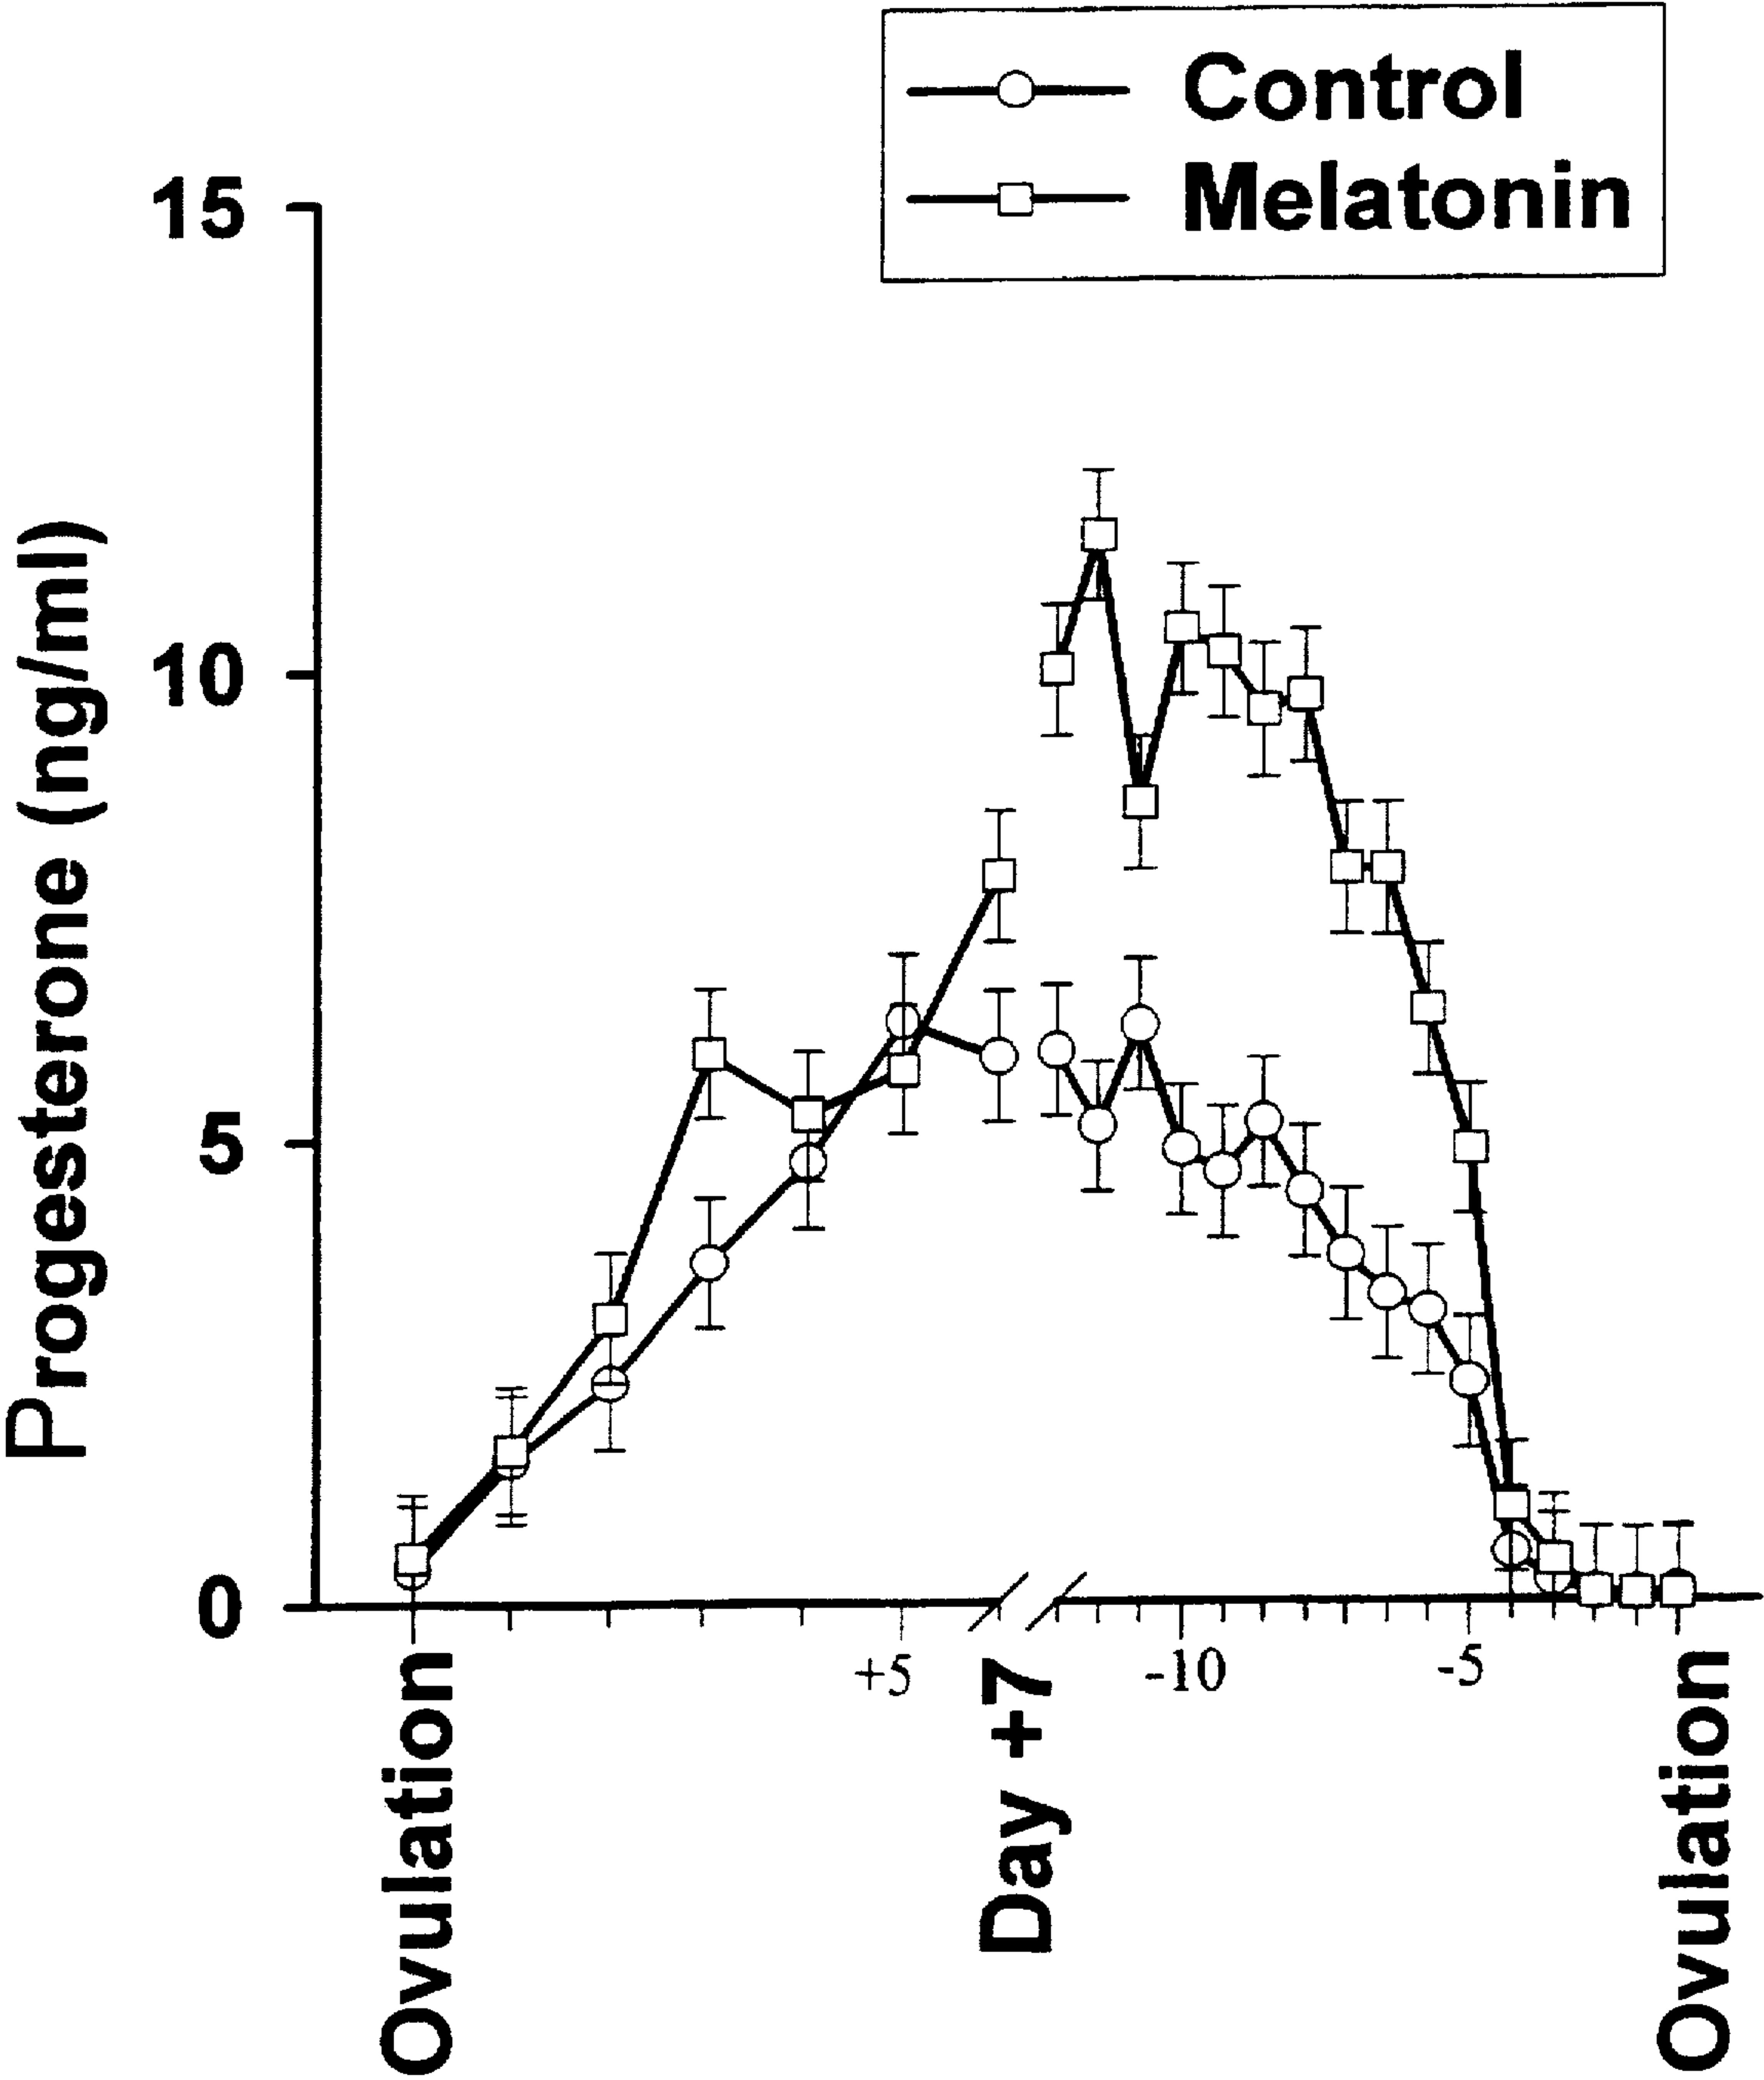 Control
Melatonin
Progesterone (ng/ml)
15
10
5
0
+5
-10
-5
Ovulation
Day +7
Ovulation